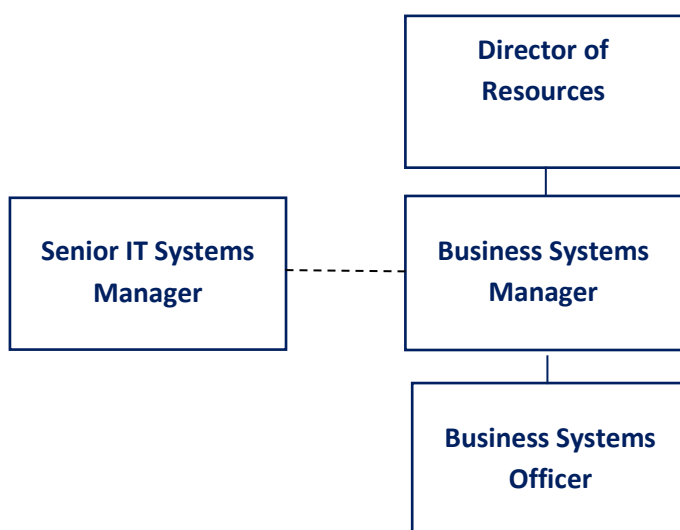 Director of
Resources
Senior IT Systems
Manager
Business Systems
Manager
Business Systems
Officer